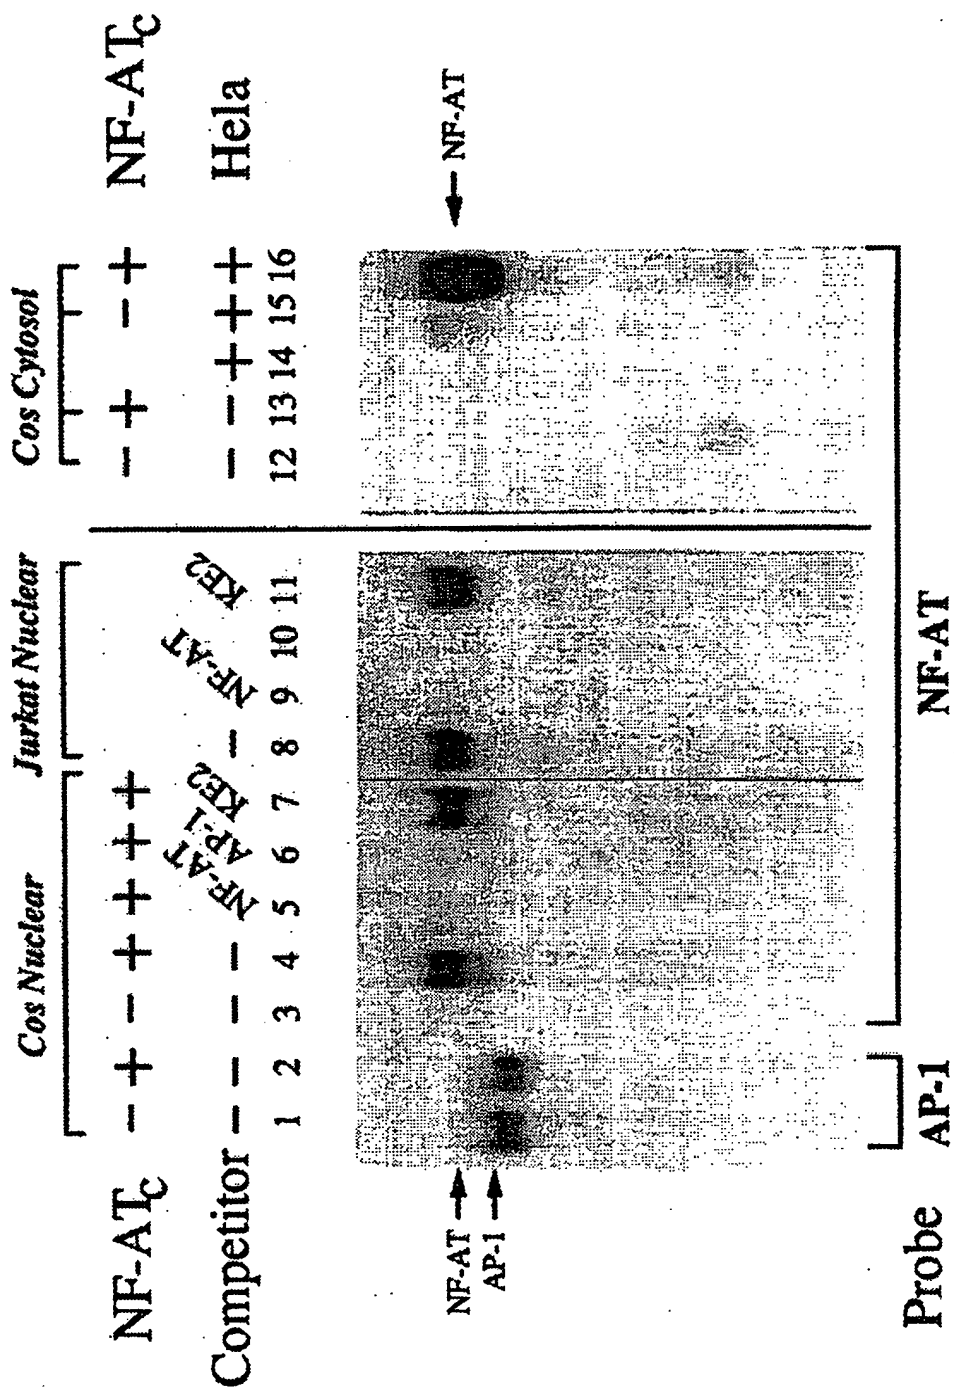 Cos Nuclear Jurkat Nuclear Cos Cytosol
NF-ATC - + - + + + + - + - + NF-ATC
Competitor - - - - NF-AT AP-1 KE2 - NF-AT KE2 - - + + + Hela
1 2 3 4 5 6 7 8 9 10 11 12 13 14 15 16
NF-AT
AP-1
NF-AT
Probe AP-1 NF-AT